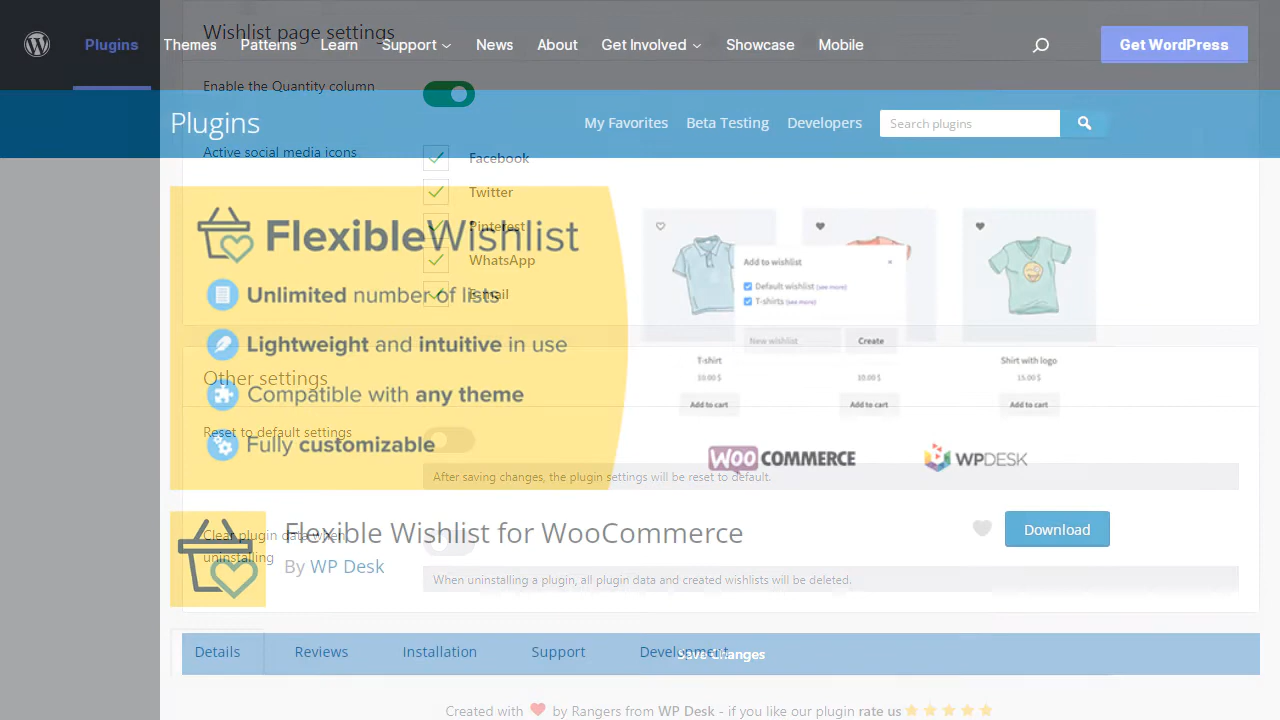 Plugins Themes Patterns Learn Support News About Get Involved Showcase Mobile Get WordPress
Wishlist page settings
Enable the Quantity column
Plugins My Favorites Beta Testing Developers Search plugins
Active social media icons
Facebook
Twitter
Pinterest
WhatsApp
E-mail
FlexibleWishlist
Unlimited number of lists
Lightweight and intuitive in use
Compatible with any theme
Fully customizable
Add to wishlist ×
Default wishlist (see more)
T-shirts (see more)
New wishlist Create
T-shirt Shirt with logo
10.00 $ 10.00 $ 15.00 $
Add to cart Add to cart Add to cart
WOO COMMERCE WPDESK
Other settings
Reset to default settings
After saving changes, the plugin settings will be reset to default.
Flexible Wishlist for WooCommerce Download
By WP Desk
Clear plugin data when
uninstalling
When uninstalling a plugin, all plugin data and created wishlists will be deleted.
Details Reviews Installation Support Development
Save Changes
Created with ❤ by Rangers from WP Desk - if you like our plugin rate us ★★★★★